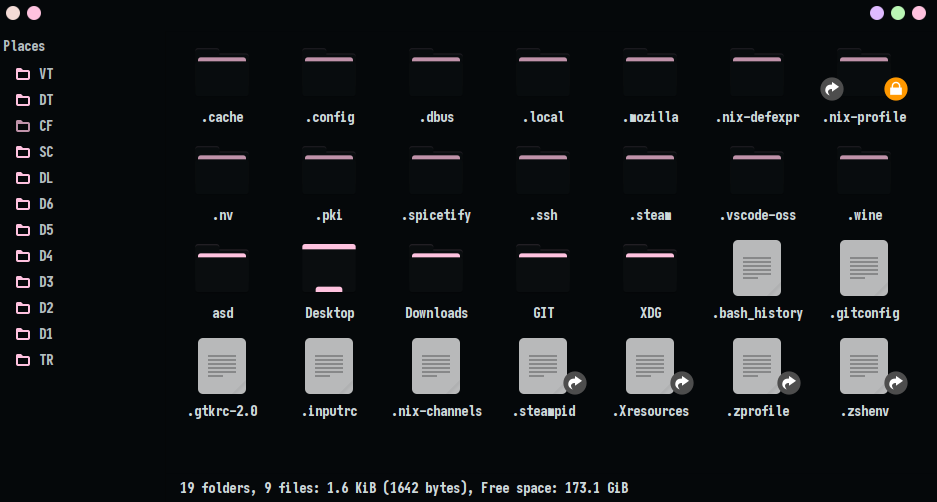 Places
VT
DT
CF
SC
DL
D6
D5
D4
D3
D2
D1
TR
.cache .config .dbus .local .mozilla .nix-defexpr .nix-profile
.nv .pki .spicetify .ssh .steam .vscode-oss .wine
asd Desktop Downloads GIT XDG .bash_history .gitconfig
.gtkrc-2.0 .inputrc .nix-channels .steampid .Xresources .zprofile .zshenv
19 folders, 9 files: 1.6 KiB (1642 bytes), Free space: 173.1 GiB